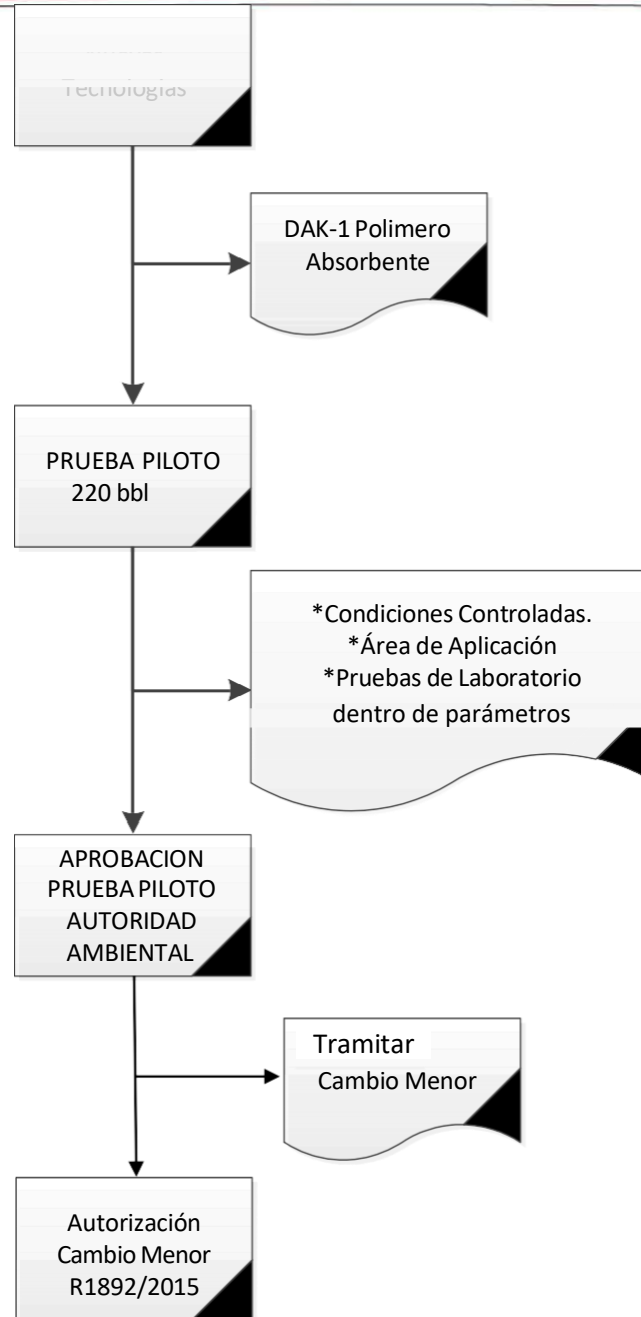 Tecnologías
DAK-1 Polimero
Absorbente
PRUEBA PILOTO
220 bbl
*Condiciones Controladas.
*Área de Aplicación
*Pruebas de Laboratorio
dentro de parámetros
APROBACION
PRUEBA PILOTO
AUTORIDAD
AMBIENTAL
Tramitar
Cambio Menor
Autorización
Cambio Menor
R1892/2015